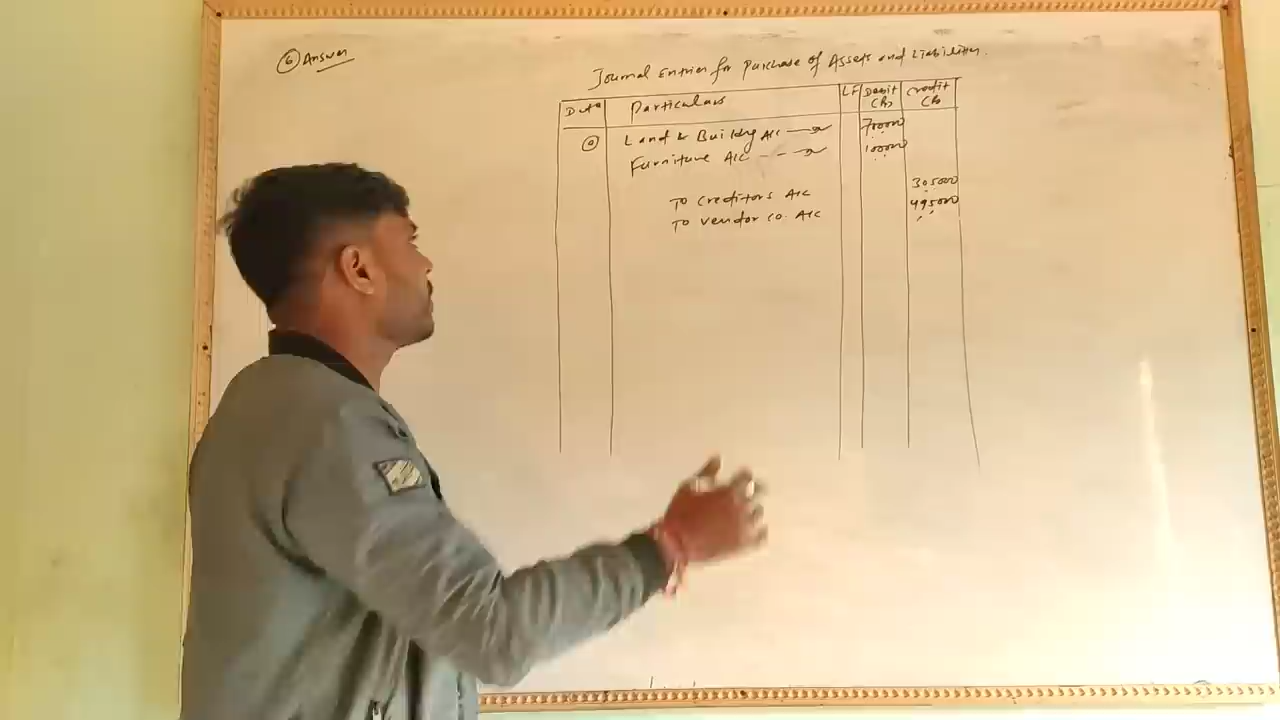 6 Answer
Journal Entries for Purchase of Assets and Liabilities.
Date Particulars LF Debit (Rs) Credit (Rs)
a Land & Building A/c 700000
Furniture A/c 100000
To creditors A/c 305000
To vendor co. A/c 495000